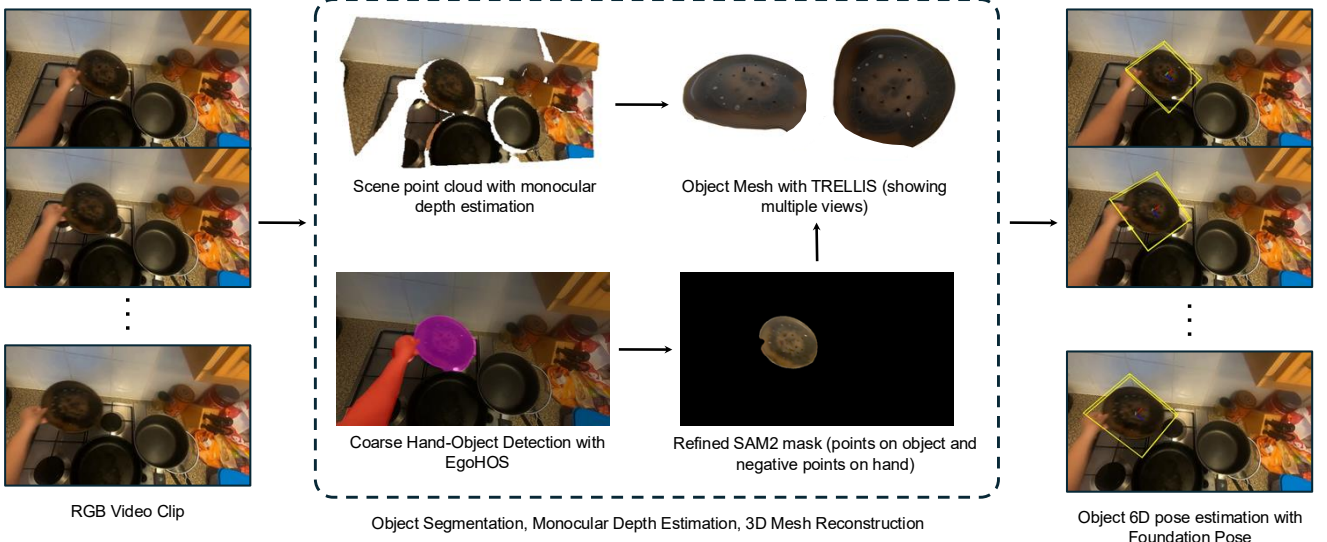 Scene point cloud with monocular
depth estimation
Object Mesh with TRELLIS (showing
multiple views)
Coarse Hand-Object Detection with
EgoHOS
Refined SAM2 mask (points on object and
negative points on hand)
RGB Video Clip
Object Segmentation, Monocular Depth Estimation, 3D Mesh Reconstruction
Object 6D pose estimation with
Foundation Pose